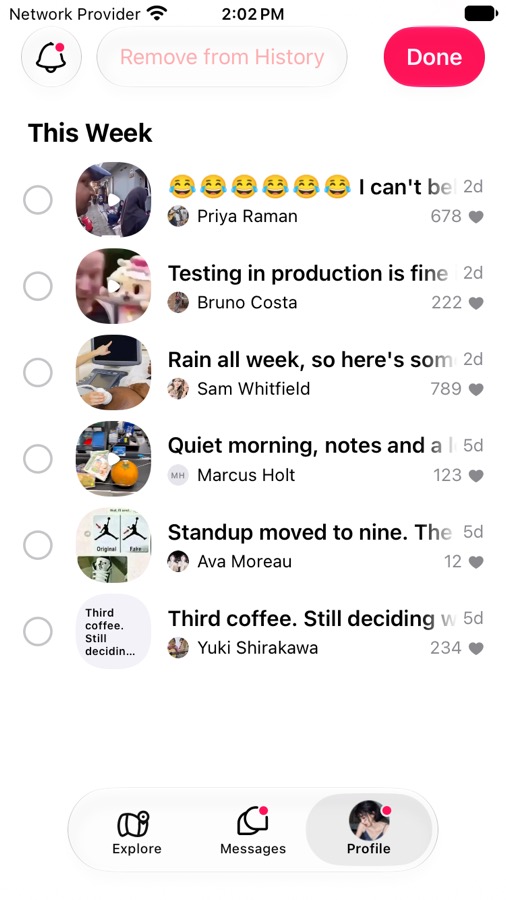 Network Provider 2:02 PM
Remove from History
Done
This Week
😂😂😂😂😂😂 I can't be 2d
Priya Raman 678
Testing in production is fine 2d
Bruno Costa 222
Rain all week, so here's som 2d
Sam Whitfield 789
Quiet morning, notes and a 5d
MH Marcus Holt 123
Original Fake
Standup moved to nine. The 5d
Ava Moreau 12
Third
coffee.
Still
decidin...
Third coffee. Still deciding w 5d
Yuki Shirakawa 234
Explore
Messages
Profile